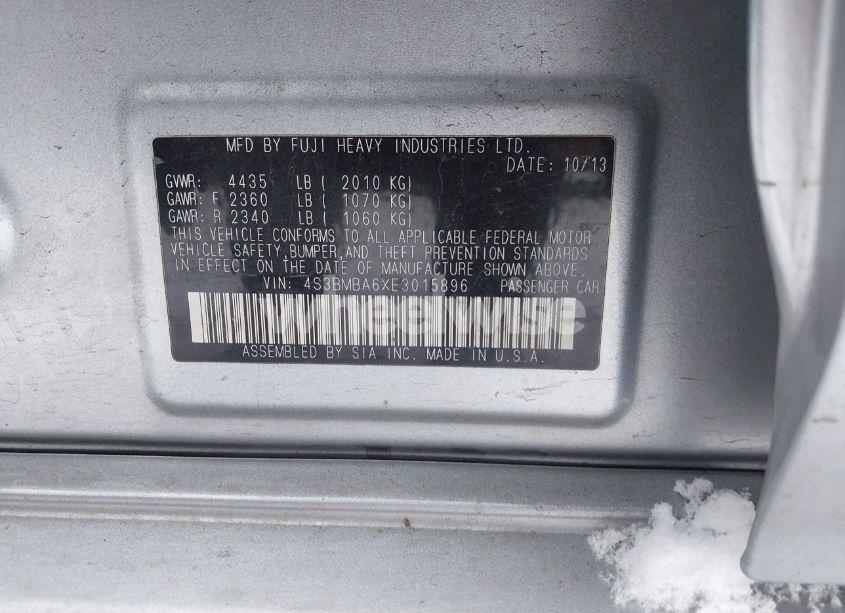 MFD BY FUJI HEAVY INDUSTRIES LTD.
DATE: 10/13
GVWR: 4435 LB ( 2010 KG)
GAWR: F 2360 LB ( 1070 KG)
GAWR: R 2340 LB ( 1060 KG)
THIS VEHICLE CONFORMS TO ALL APPLICABLE FEDERAL MOTOR
VEHICLE SAFETY,BUMPER,AND THEFT PREVENTION STANDARDS
IN EFFECT ON THE DATE OF MANUFACTURE SHOWN ABOVE.
VIN: 4S3BMBA6XE3015896 PASSENGER CAR
wheelwise
ASSEMBLED BY SIA INC. MADE IN U.S.A.